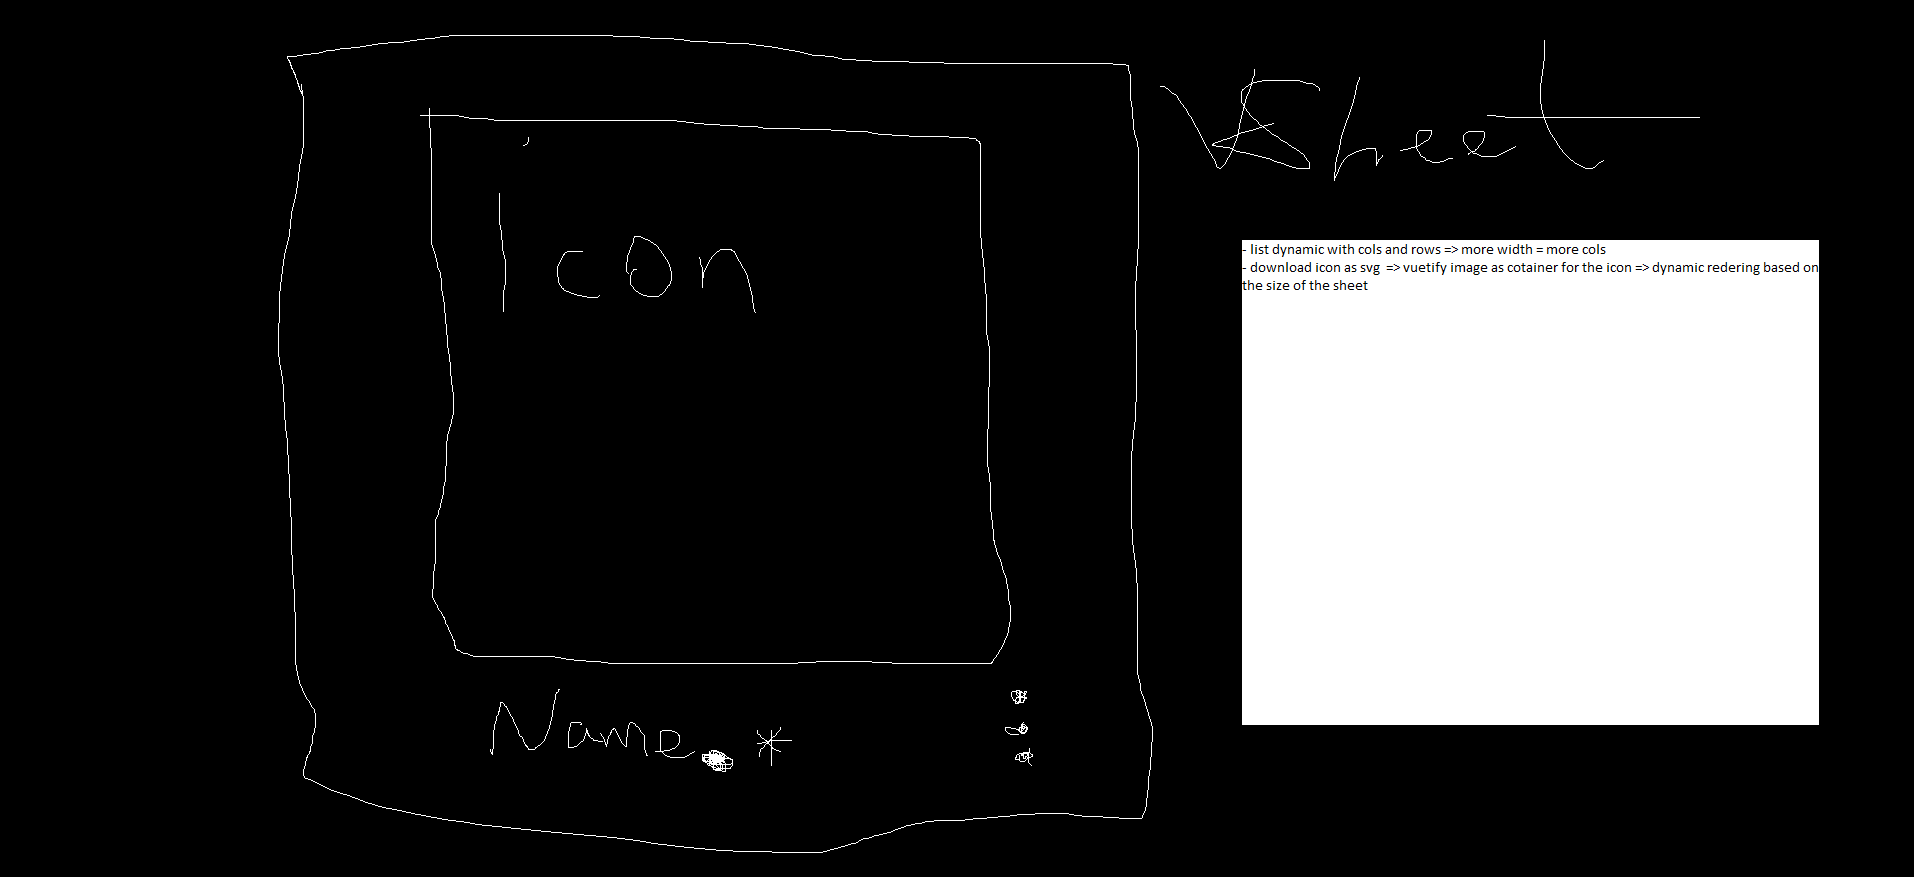 VSheet
Icon
Name.*
- list dynamic with cols and rows => more width = more cols
- download icon as svg  => vuetify image as cotainer for the icon => dynamic redering based on
the size of the sheet